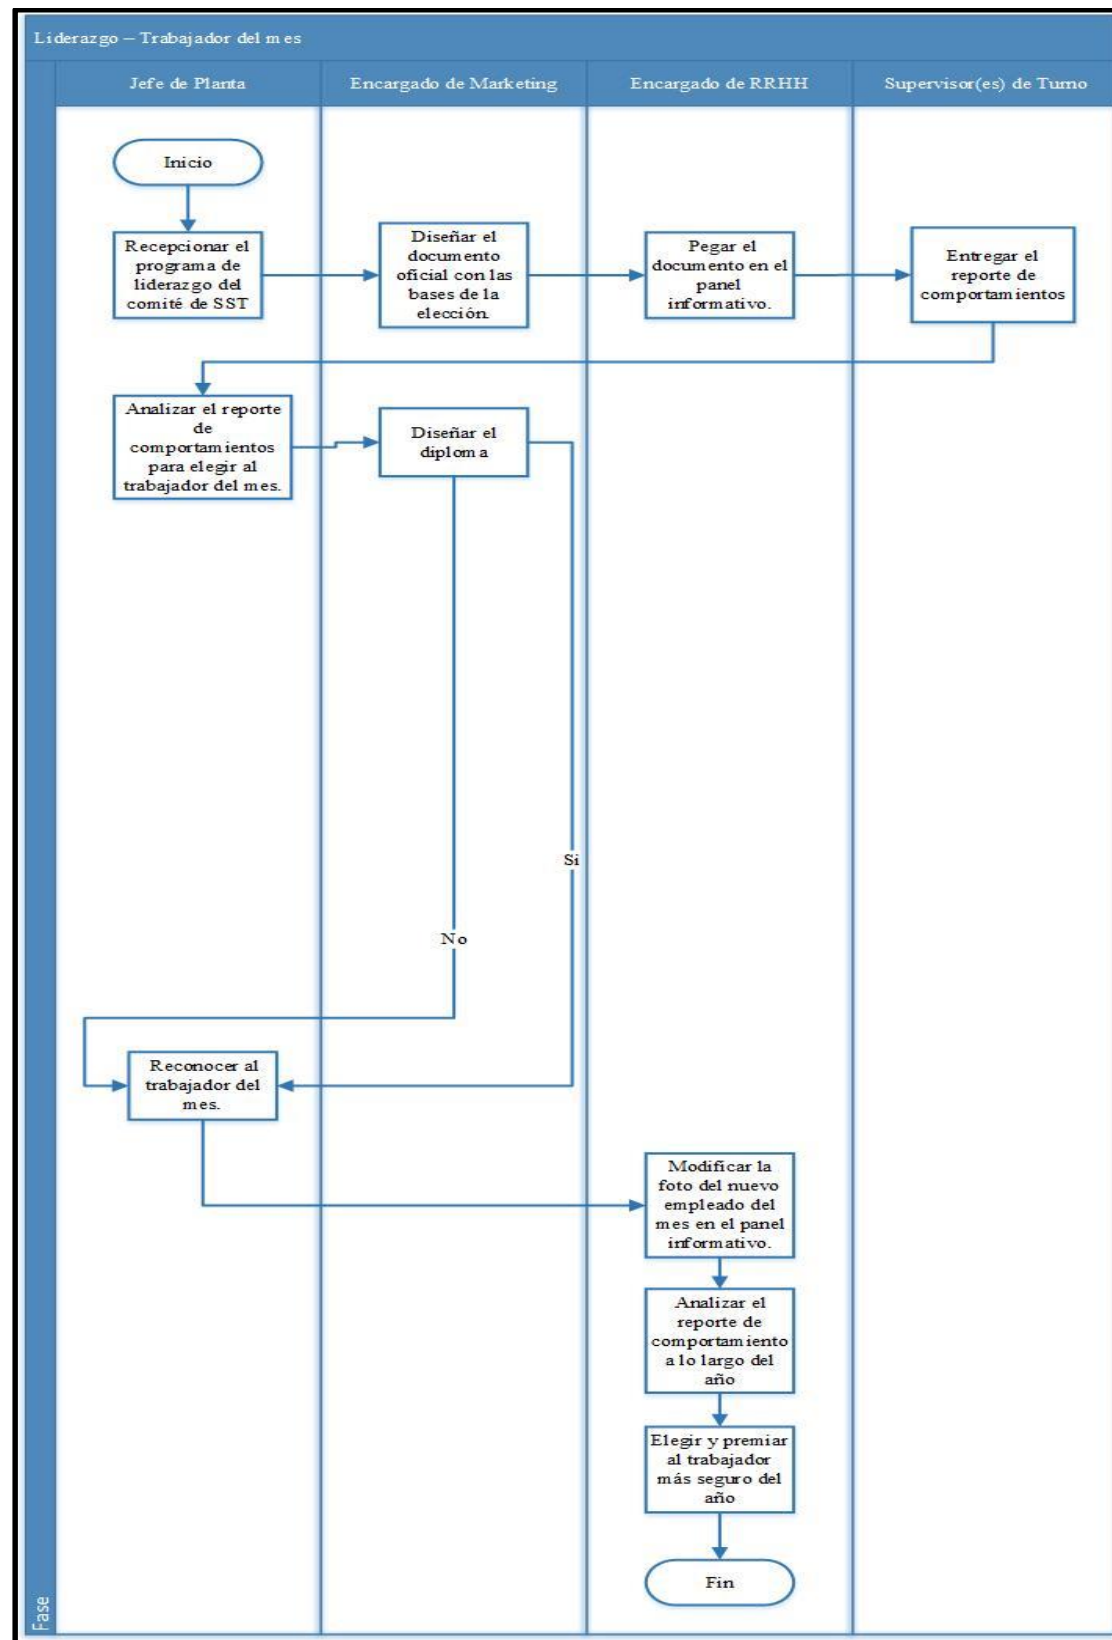 Liderazgo – Trabajador del mes
Jefe de Planta
Encargado de Marketing
Encargado de RRHH
Supervisor(es) de Turno
Inicio
Recepcionar el
programa de
liderazgo del
comité de SST
Diseñar el
documento
oficial con las
bases de la
elección.
Pegar el
documento en el
panel
informativo.
Entregar el
reporte de
comportamientos
Analizar el reporte
de
comportamientos
para elegir al
trabajador del mes.
Diseñar el
diploma
Si
No
Reconocer al
trabajador del
mes.
Modificar la
foto del nuevo
empleado del
mes en el panel
informativo.
Analizar el
reporte de
comportamiento
a lo largo del
año
Elegir y premiar
al trabajador
más seguro del
año
Fin
Fase